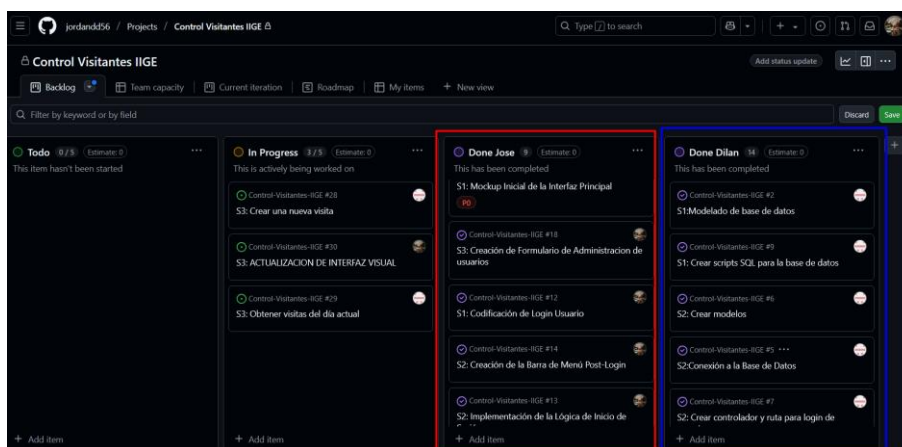 jordandd56 / Projects / Control Visitantes IIGE
Type / to search
Control Visitantes IIGE
Add status update
Backlog
Team capacity
Current iteration
Roadmap
My items
+ New view
Filter by keyword or by field
Discard
Save
Todo 0 / 5 Estimate: 0
This item hasn't been started
+ Add item
In Progress 3 / 5 Estimate: 0
This is actively being worked on
Control-Visitantes-IIGE #28
S3: Crear una nueva visita
Control-Visitantes-IIGE #30
S3: ACTUALIZACION DE INTERFAZ VISUAL
Control-Visitantes-IIGE #29
S3: Obtener visitas del día actual
+ Add item
Done Jose 9 Estimate: 0
This has been completed
S1: Mockup Inicial de la Interfaz Principal
P0
Control-Visitantes-IIGE #18
S3: Creación de Formulario de Administracion de
usuarios
Control-Visitantes-IIGE #12
S1: Codificación de Login Usuario
Control-Visitantes-IIGE #14
S2: Creación de la Barra de Menú Post-Login
Control-Visitantes-IIGE #13
S2: Implementación de la Lógica de Inicio de
+ Add item
Done Dilan 14 Estimate: 0
This has been completed
Control-Visitantes-IIGE #2
S1:Modelado de base de datos
Control-Visitantes-IIGE #9
S1: Crear scripts SQL para la base de datos
Control-Visitantes-IIGE #6
S2: Crear modelos
Control-Visitantes-IIGE #5
S2:Conexión a la Base de Datos
Control-Visitantes-IIGE #7
S2: Crear controlador y ruta para login de
+ Add item